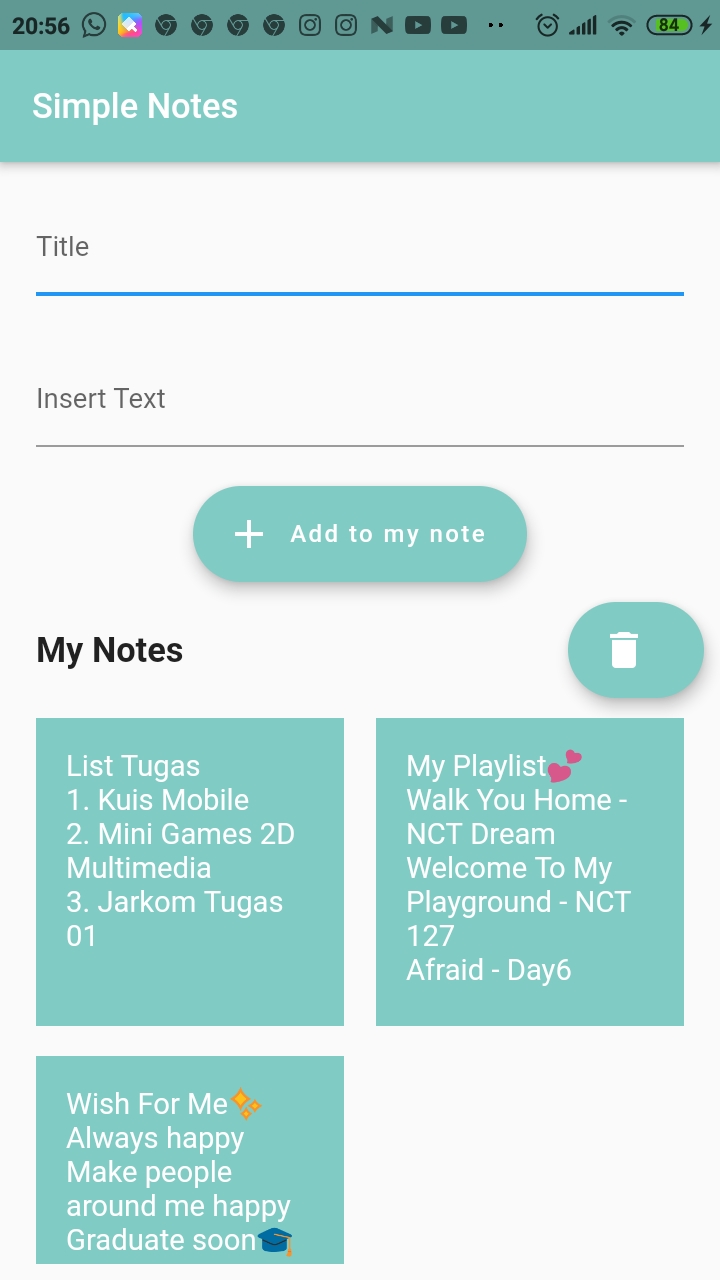 20:56
84
Simple Notes
Title
Insert Text
Add to my note
My Notes
List Tugas
1. Kuis Mobile
2. Mini Games 2D
Multimedia
3. Jarkom Tugas
01
My Playlist💕
Walk You Home -
NCT Dream
Welcome To My
Playground - NCT
127
Afraid - Day6
Wish For Me✨
Always happy
Make people
around me happy
Graduate soon🎓